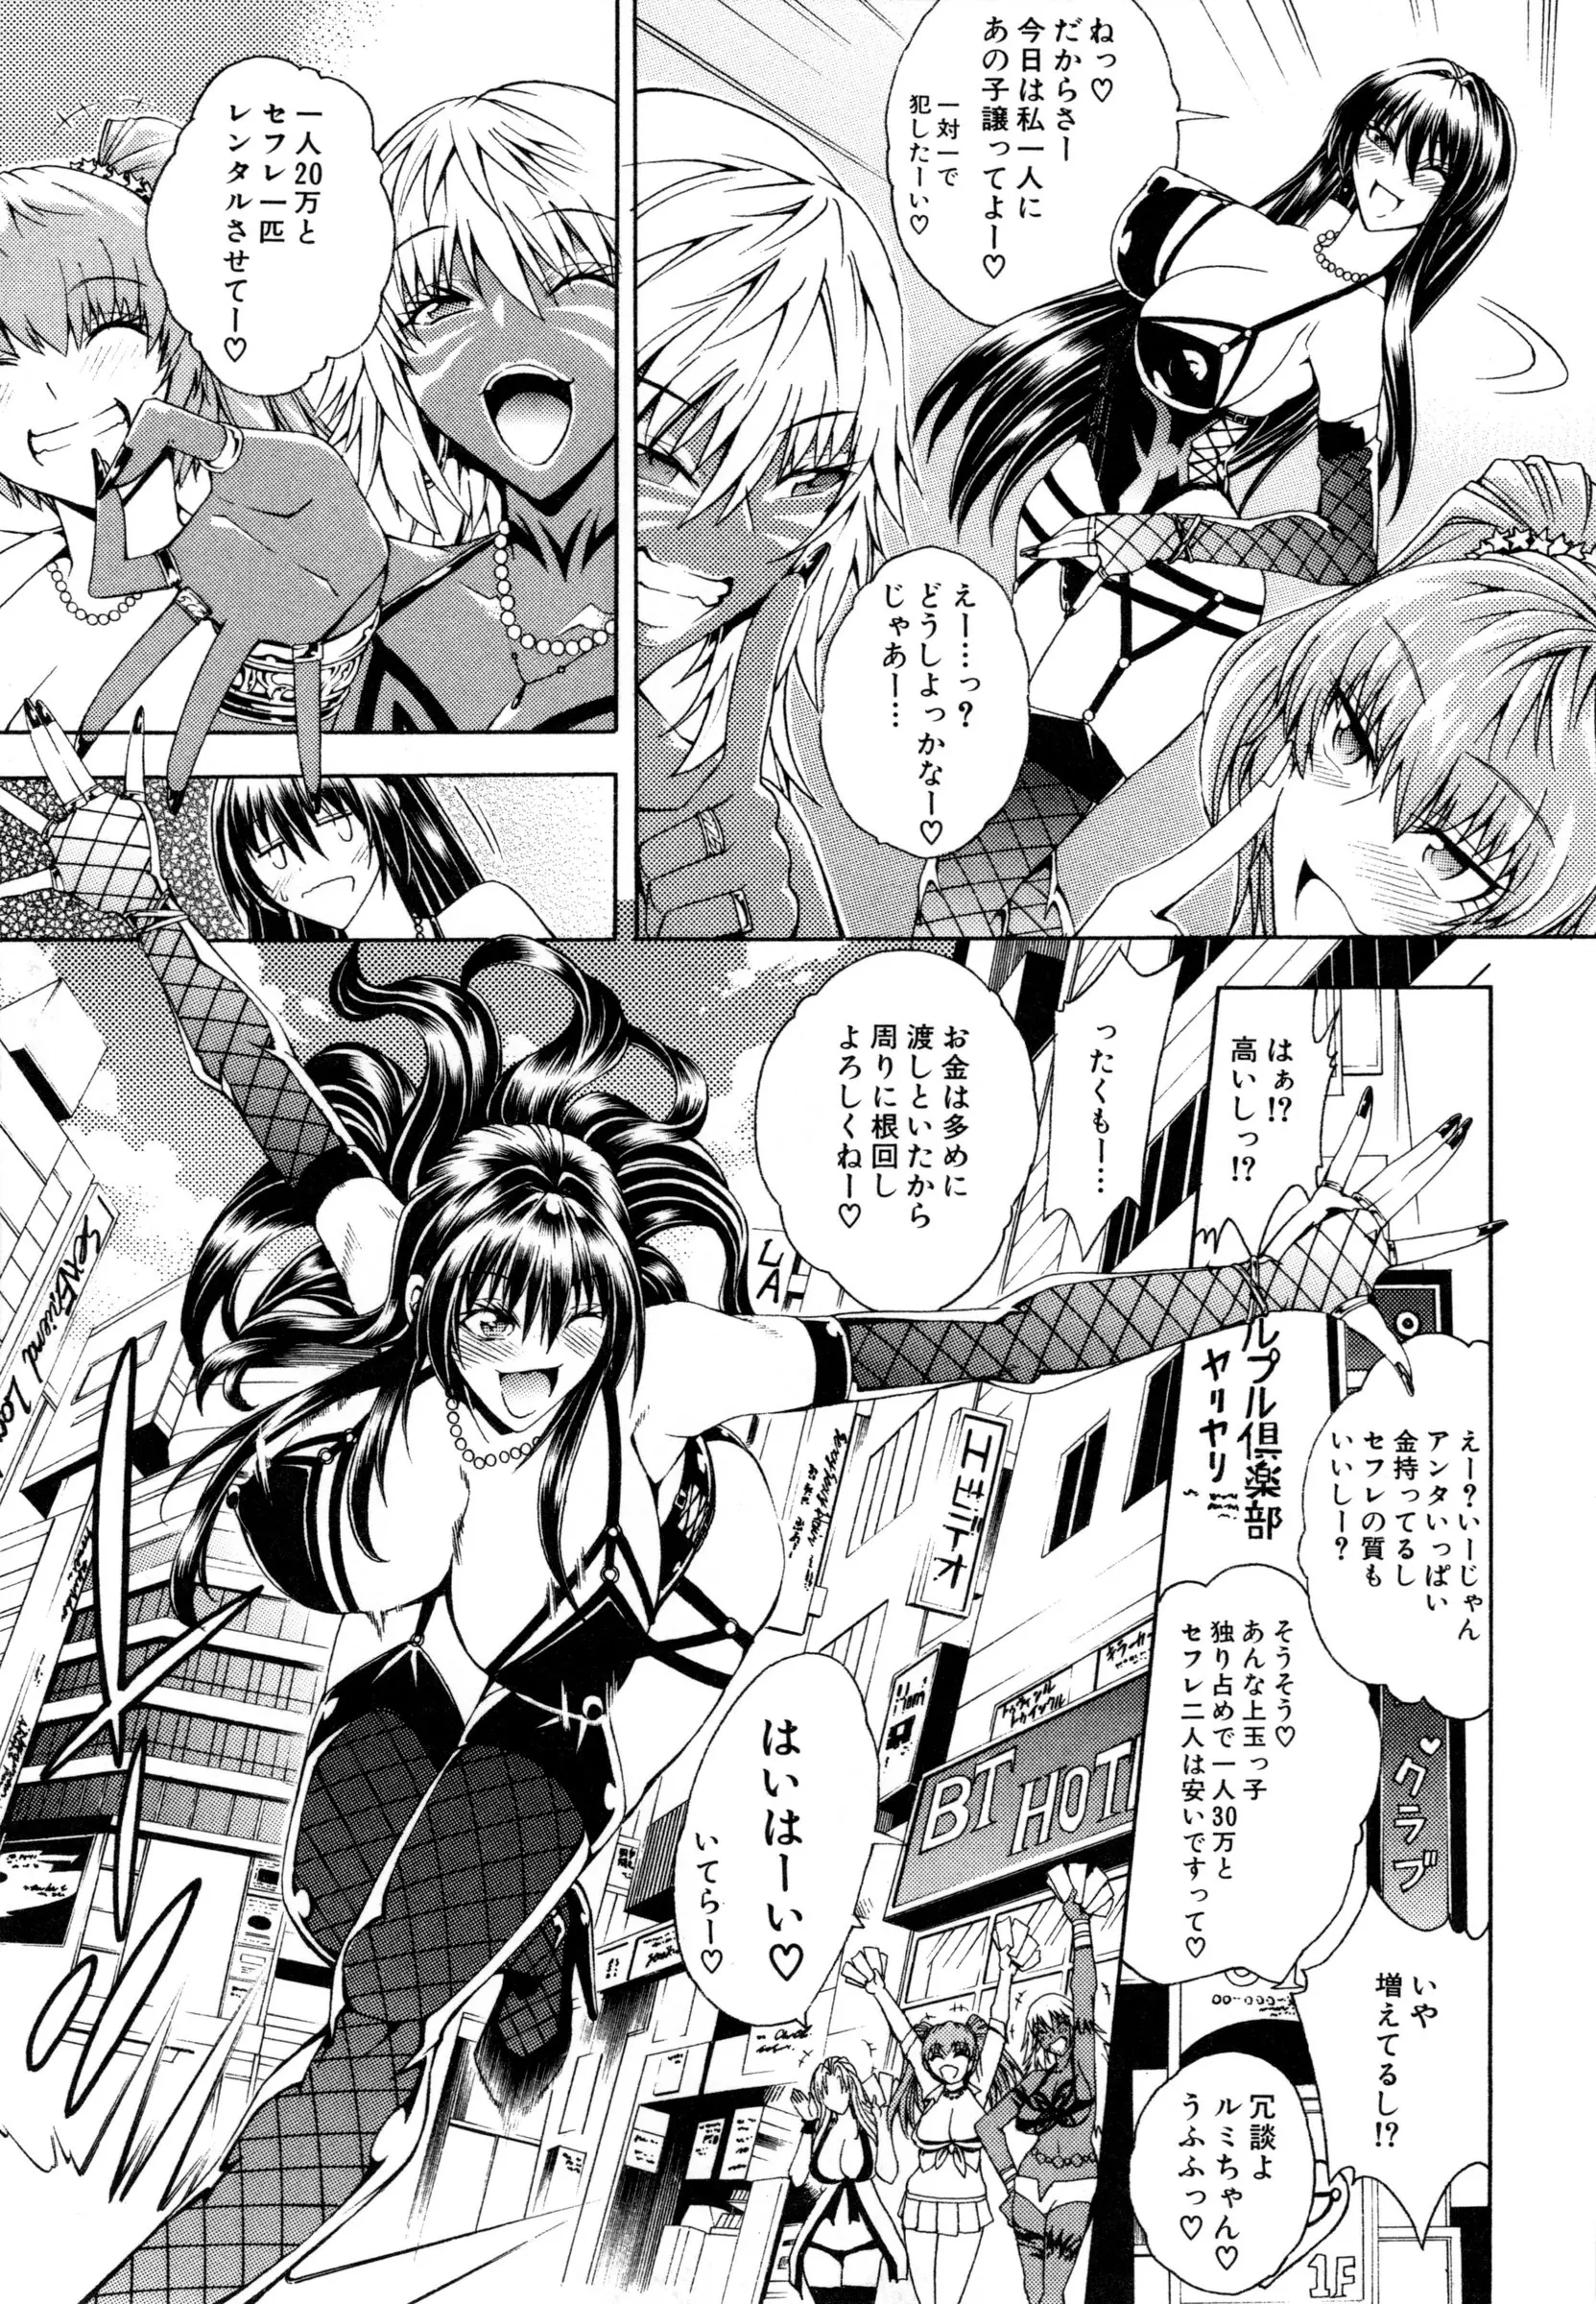 ねっ♡
だからさー
今日は私一人に
あの子譲ってよー♡
一対一で
犯したーい♡
えー……っ？
どうしよっかなー♡
じゃあー……
一人20万と
セフレ一匹
レンタルさせてー♡
はぁ!?
高いしっ!?
ったくもー……
えー？いーじゃん
アンタいっぱい
金持ってるし
セフレの質も
いいしー？
そうそう♡
あんな上玉っ子
独り占めで一人30万と
セフレ二人は安いですって♡
いや
増えてるし!?
冗談よ
ルミちゃん♡
うふふっ♡
お金は多めに
渡しといたから
周りに根回し
よろしくねー♡
はいはーい♡
いてらー♡
ルプル倶楽部
ヤリヤリ
クラブ
エロビデオ
BT HOTE
LA
1F